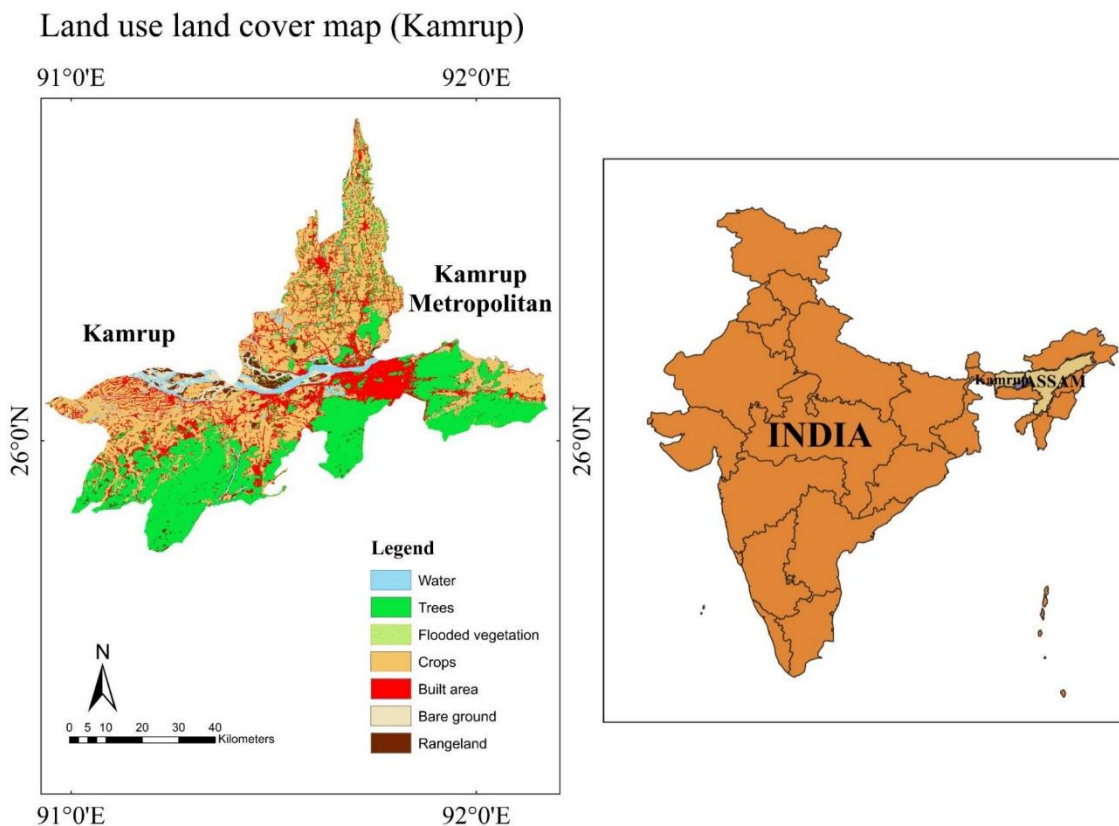 Land use land cover map (Kamrup)
91°0'E
92°0'E
Kamrup
Kamrup
Metropolitan
26°0'N
26°0'N
Legend
Water
Trees
Flooded vegetation
Crops
Built area
Bare ground
Rangeland
N
0 5 10 20 30 40
Kilometers
91°0'E
92°0'E
Kamrup
ASSAM
INDIA